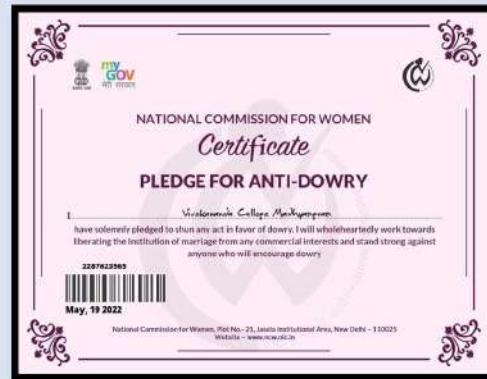 my
GOV
मेरी सरकार
NATIONAL COMMISSION FOR WOMEN
Certificate
PLEDGE FOR ANTI-DOWRY
I Vivekananda College
have solemnly pledged to shun any act in favor of dowry. I will wholeheartedly work towards
liberating the institution of marriage from any commercial interests and stand strong against
anyone who will encourage dowry
2287623565
May, 19 2022
National Commission for Women, Plot No.- 21, Jasola Institutional Area, New Delhi – 110025
Website – www.ncw.nic.in